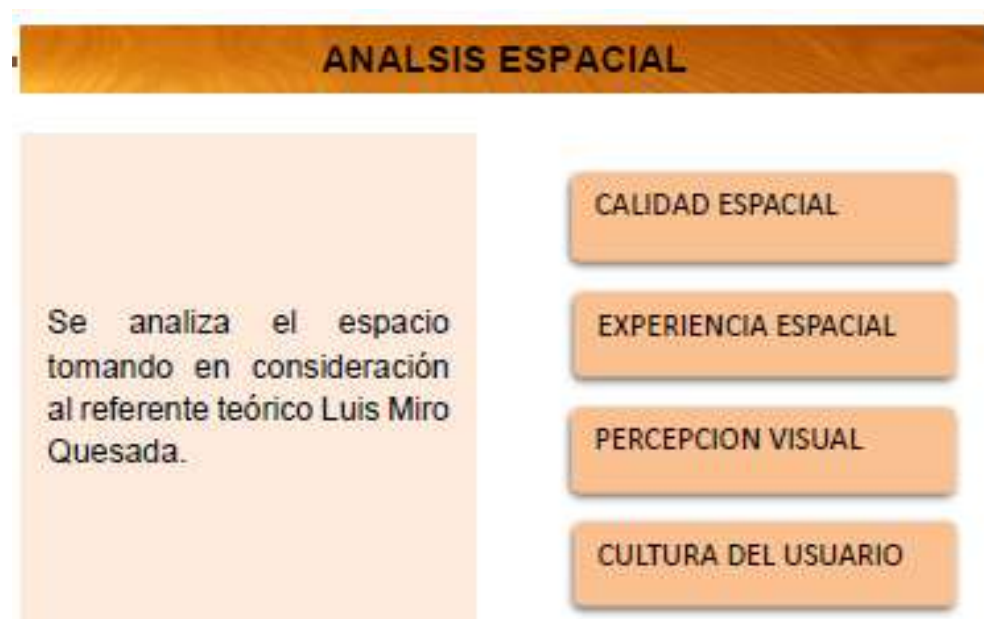 ANALSIS ESPACIAL
Se analiza el espacio
tomando en consideración
al referente teórico Luis Miro
Quesada.
CALIDAD ESPACIAL
EXPERIENCIA ESPACIAL
PERCEPCION VISUAL
CULTURA DEL USUARIO